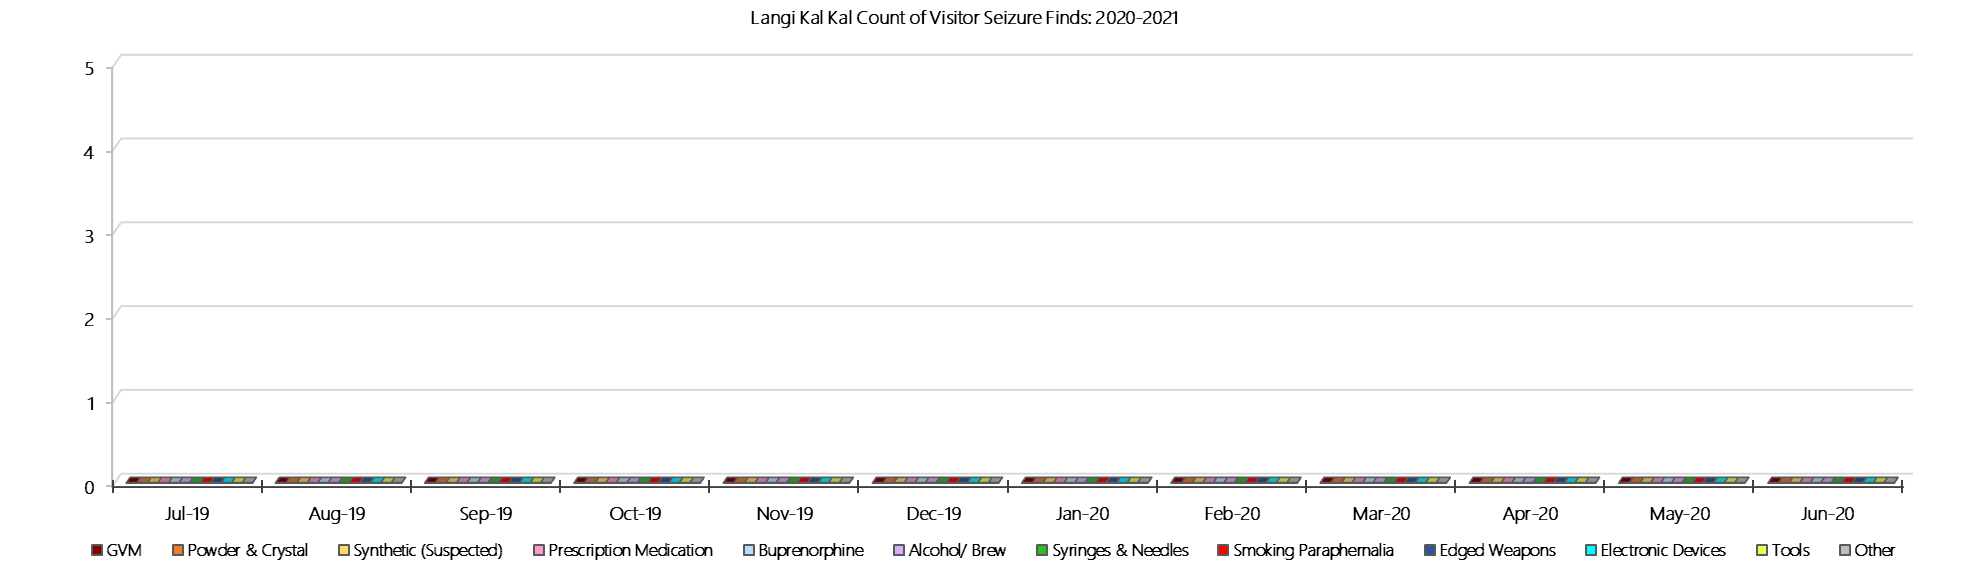 Langi Kal Kal Count of Visitor Seizure Finds: 2020-2021
5
4
3
2
1
0
Jul-19 Aug-19 Sep-19 Oct-19 Nov-19 Dec-19 Jan-20 Feb-20 Mar-20 Apr-20 May-20 Jun-20
GVM Powder & Crystal Synthetic (Suspected) Prescription Medication Buprenorphine Alcohol/ Brew Syringes & Needles Smoking Paraphernalia Edged Weapons Electronic Devices Tools Other